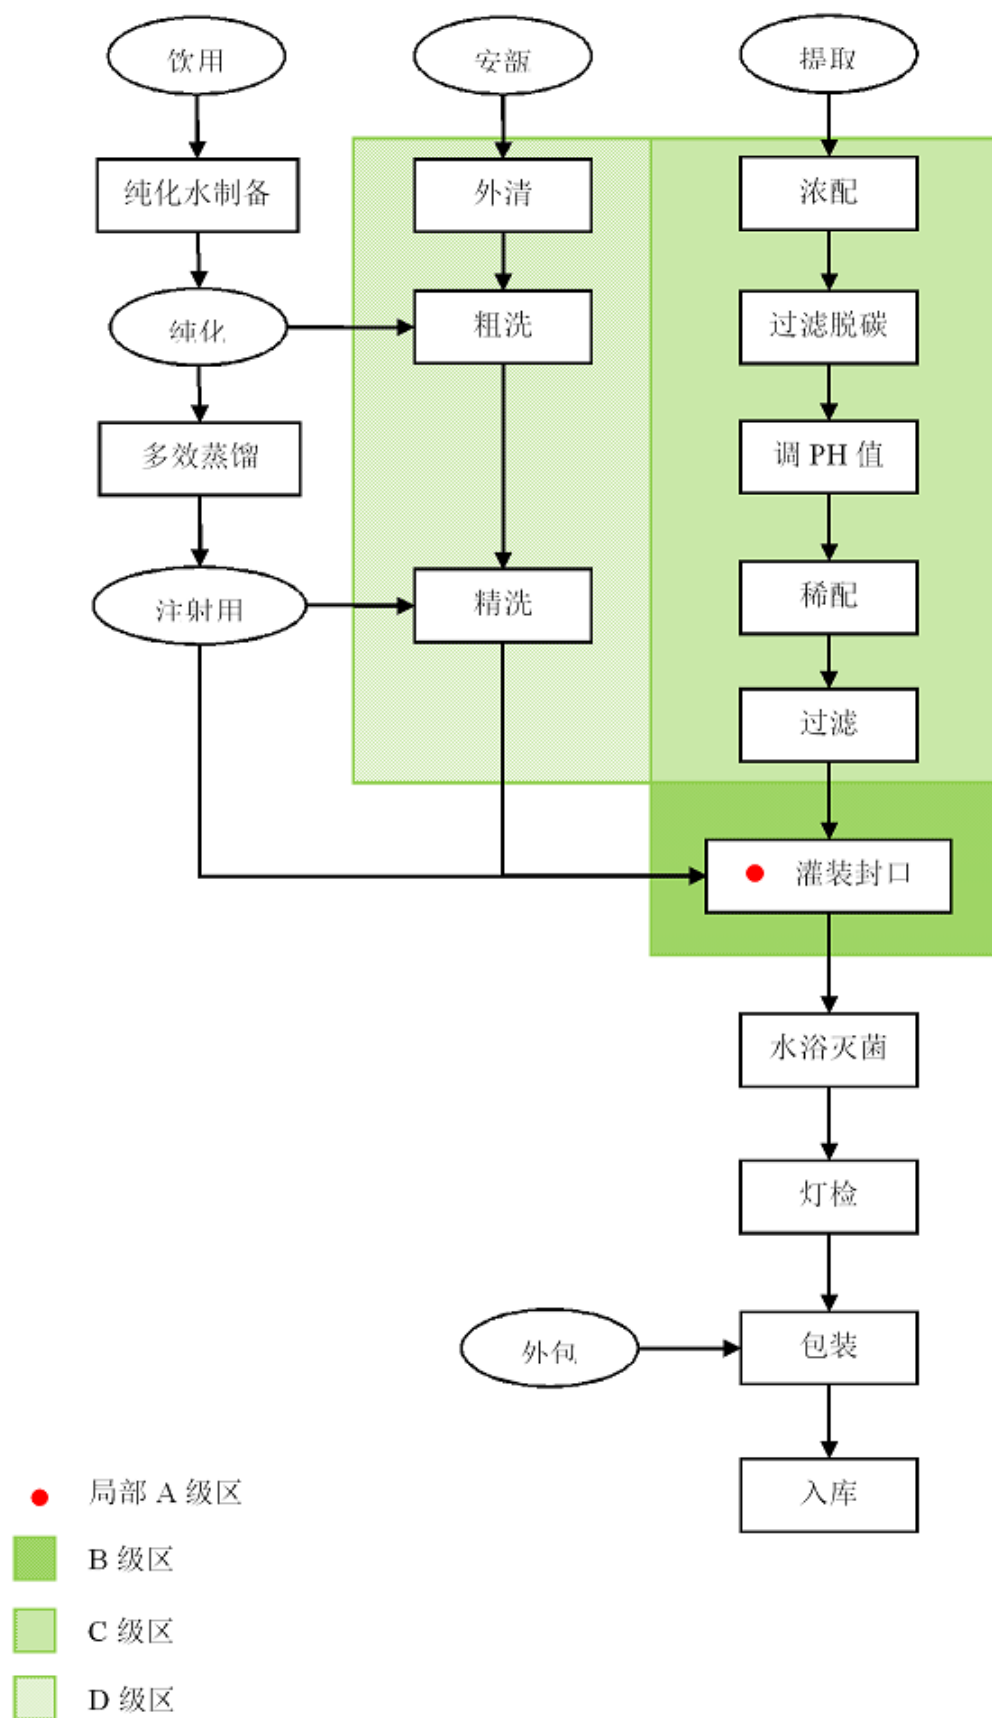 饮用
安瓿
提取
纯化水制备
外清
浓配
纯化
粗洗
过滤脱碳
多效蒸馏
调 PH 值
注射用
精洗
稀配
过滤
灌装封口
水浴灭菌
灯检
外包
包装
入库
局部 A 级区
B 级区
C 级区
D 级区